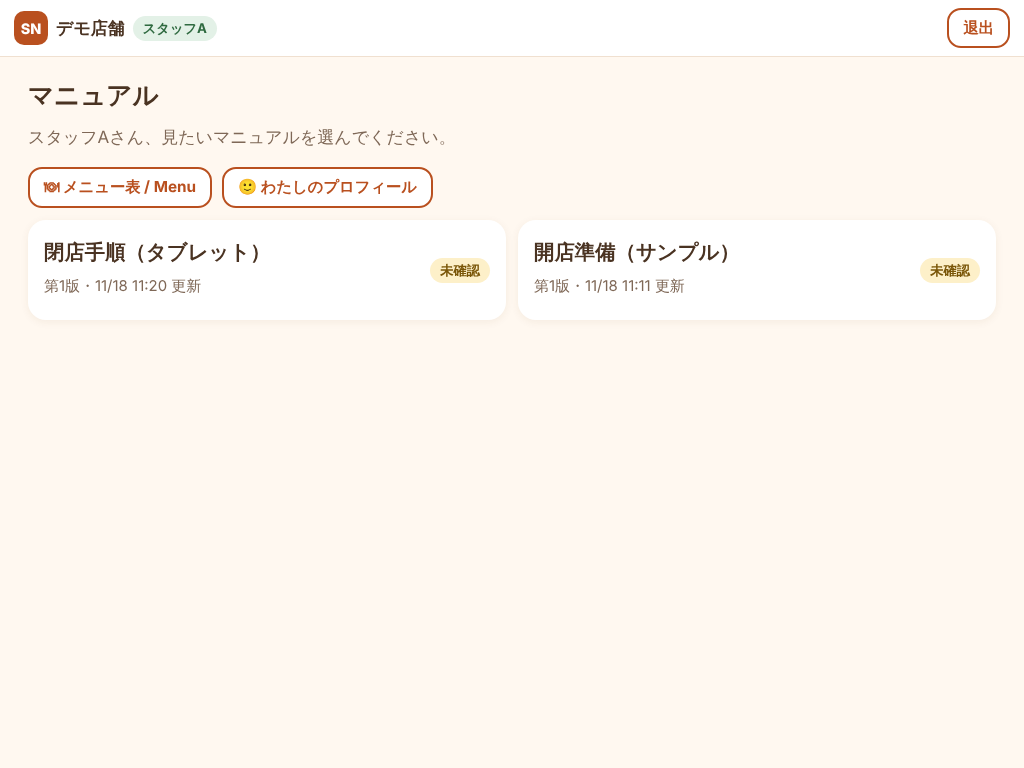 SN デモ店舗 スタッフA 退出
マニュアル
スタッフAさん、見たいマニュアルを選んでください。
🍽 メニュー表 / Menu 🙂 わたしのプロフィール
閉店手順（タブレット）
第1版・11/18 11:20 更新
未確認
開店準備（サンプル）
第1版・11/18 11:11 更新
未確認